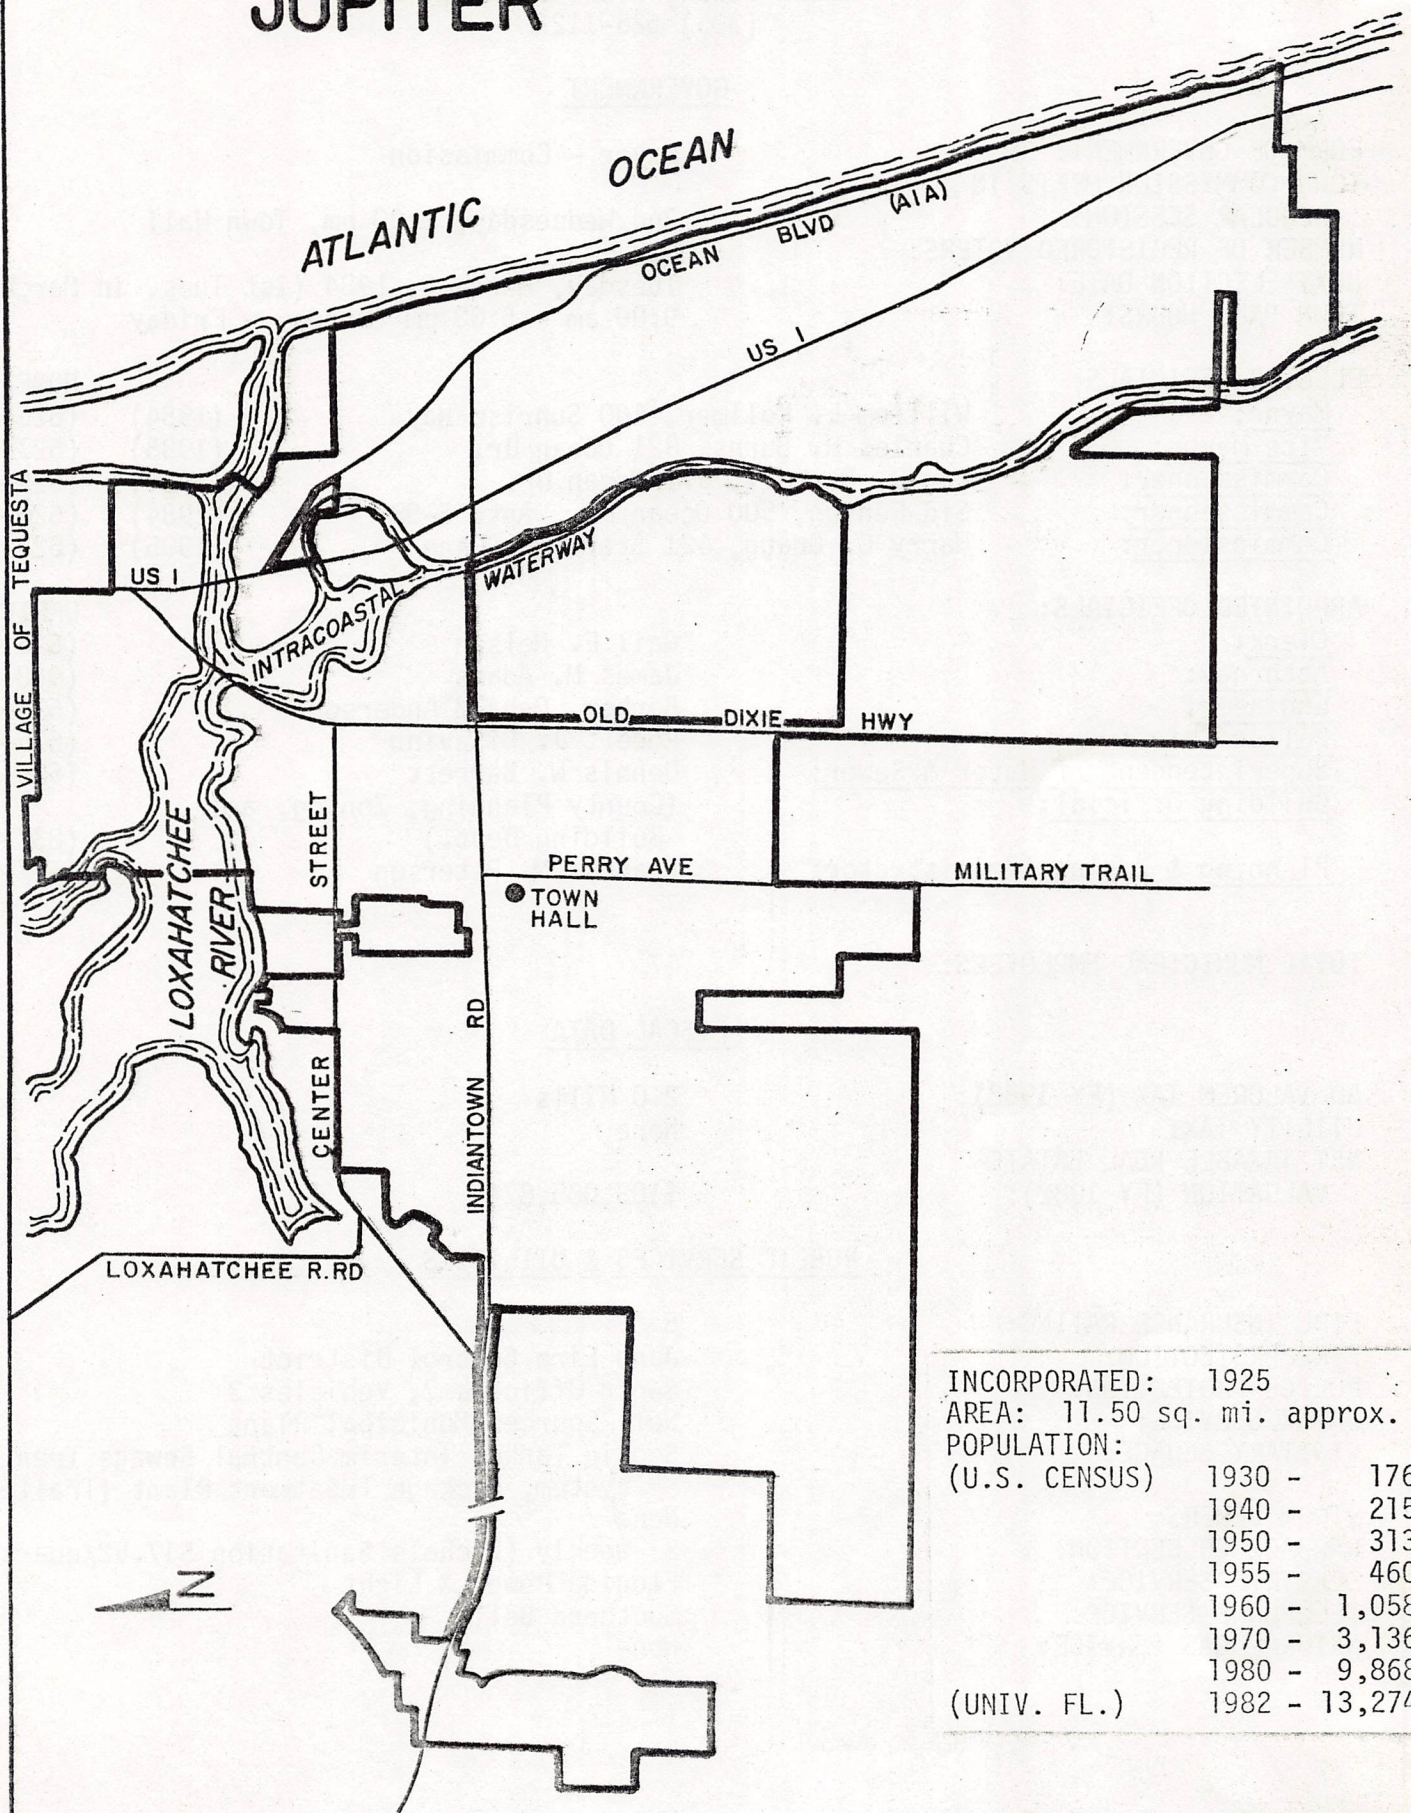 JUPITER
ATLANTIC OCEAN
OCEAN BLVD (A1A)
US 1
VILLAGE OF TEQUESTA
US 1
INTRACOASTAL
WATERWAY
OLD DIXIE HWY
LOXAHATCHEE
RIVER
CENTER STREET
PERRY AVE
MILITARY TRAIL
TOWN
HALL
INDIANTOWN RD
LOXAHATCHEE R.RD
N
INCORPORATED: 1925
AREA: 11.50 sq. mi. approx.
POPULATION:
(U.S. CENSUS) 1930 - 176
1940 - 215
1950 - 313
1955 - 460
1960 - 1,058
1970 - 3,136
1980 - 9,868
(UNIV. FL.) 1982 - 13,274